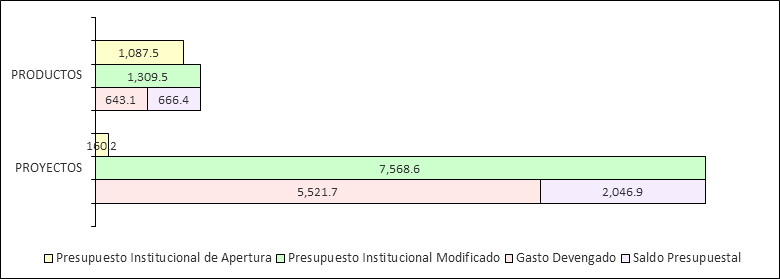 1,087.5
PRODUCTOS
1,309.5
643.1 666.4
160.2
PROYECTOS
7,568.6
5,521.7 2,046.9
Presupuesto Institucional de Apertura Presupuesto Institucional Modificado Gasto Devengado Saldo Presupuestal